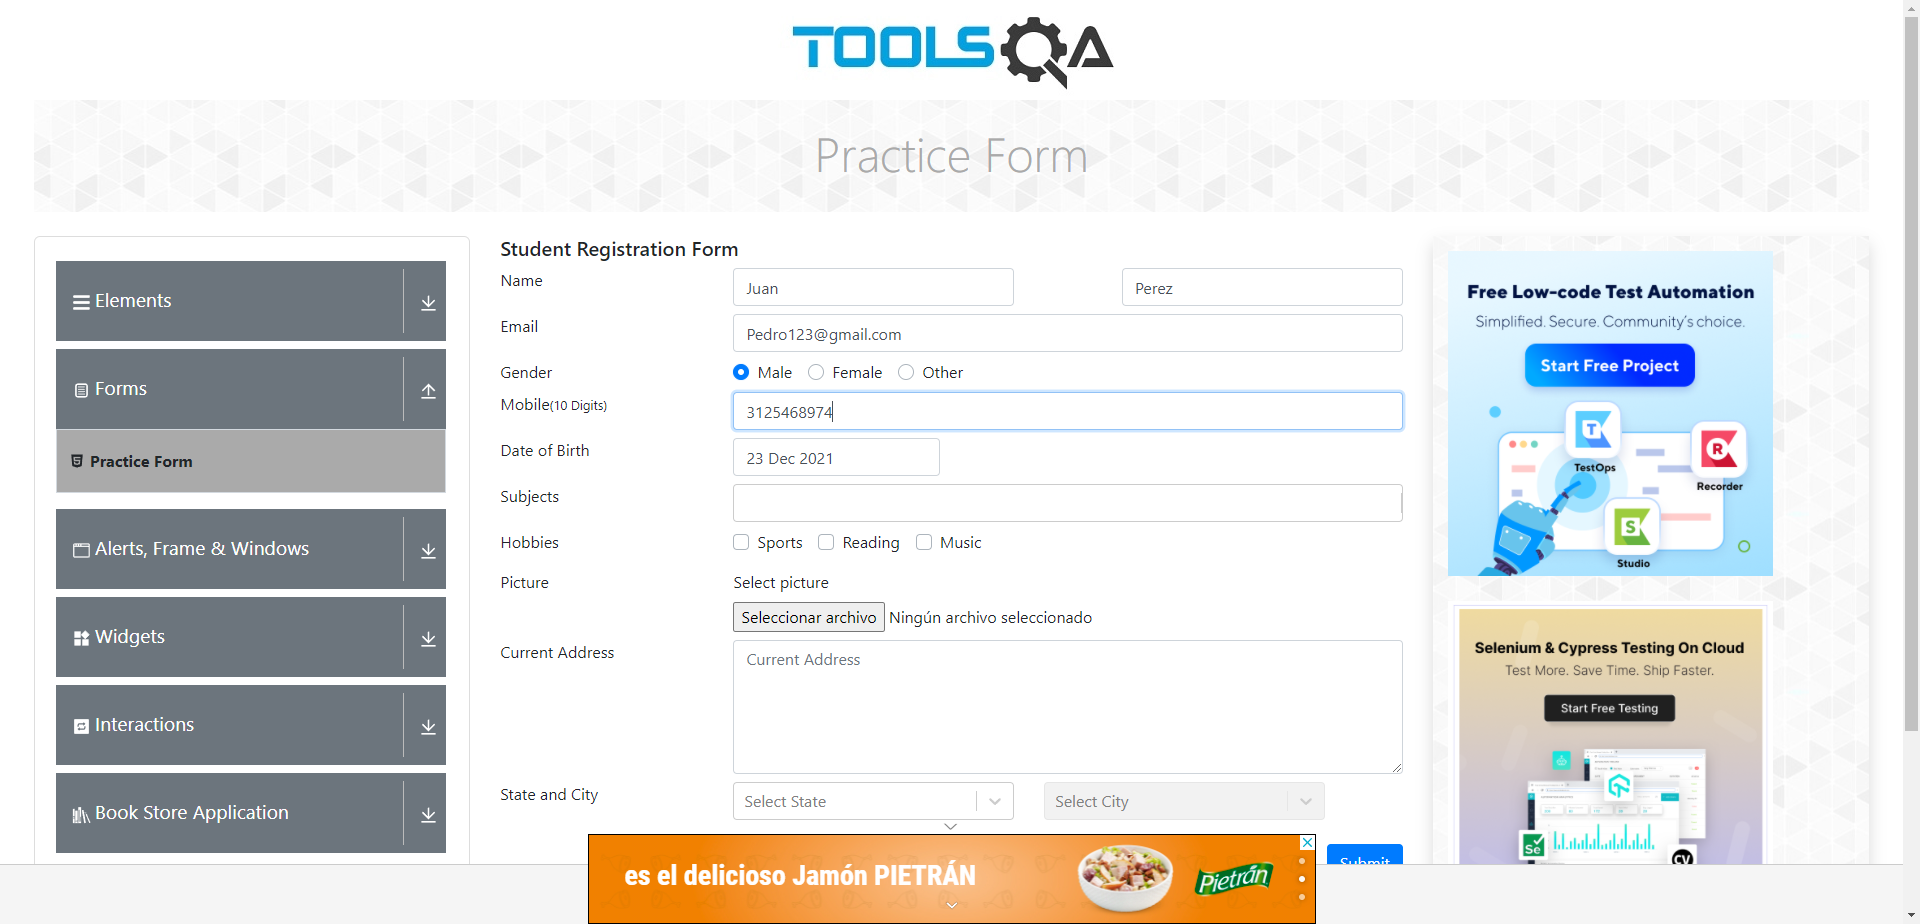 TOOLSQA
Practice Form
Elements
Forms
Practice Form
Alerts, Frame & Windows
Widgets
Interactions
Book Store Application
Student Registration Form
Name
Juan
Perez
Email
Pedro123@gmail.com
Gender
Male
Female
Other
Mobile(10 Digits)
3125468974
Date of Birth
23 Dec 2021
Subjects
Hobbies
Sports
Reading
Music
Picture
Select picture
Seleccionar archivo
Ningún archivo seleccionado
Current Address
Current Address
State and City
Select State
Select City
Submit
Free Low-code Test Automation
Simplified. Secure. Community's choice.
Start Free Project
T
TestOps
R
Recorder
S
Studio
Selenium & Cypress Testing On Cloud
Test More. Save Time. Ship Faster.
Start Free Testing
Se
CY
es el delicioso Jamón PIETRÁN
Pietrán